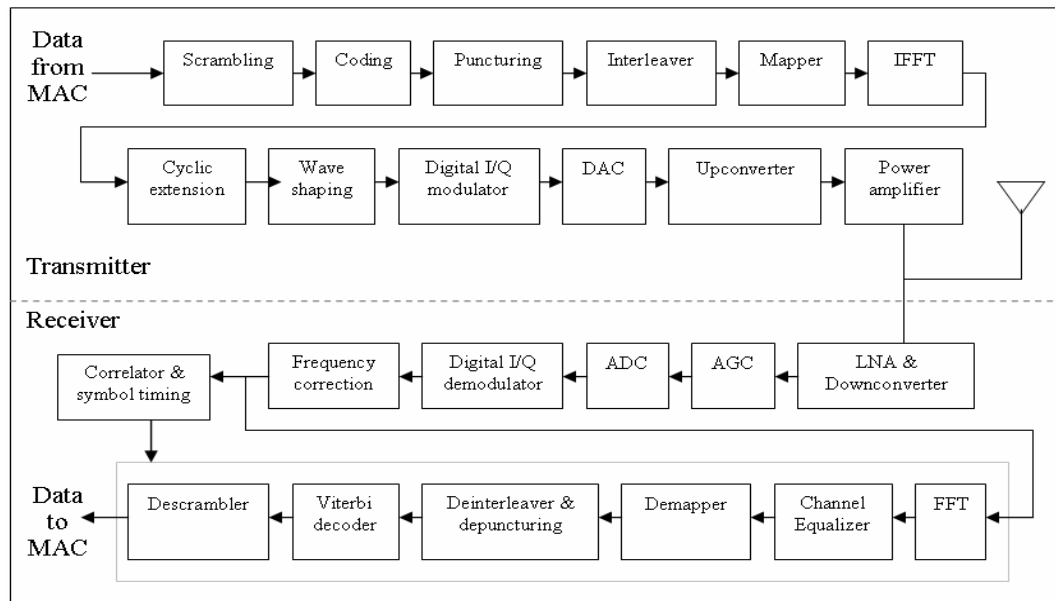 Data
from
MAC
Scrambling
Coding
Puncturing
Interleaver
Mapper
IFFT
Cyclic
extension
Wave
shaping
Digital I/Q
modulator
DAC
Upconverter
Power
amplifier
Transmitter
Receiver
Correlator &
symbol timing
Frequency
correction
Digital I/Q
demodulator
ADC
AGC
LNA &
Downconverter
Data
to
MAC
Descrambler
Viterbi
decoder
Deinterleaver &
depuncturing
Demapper
Channel
Equalizer
FFT